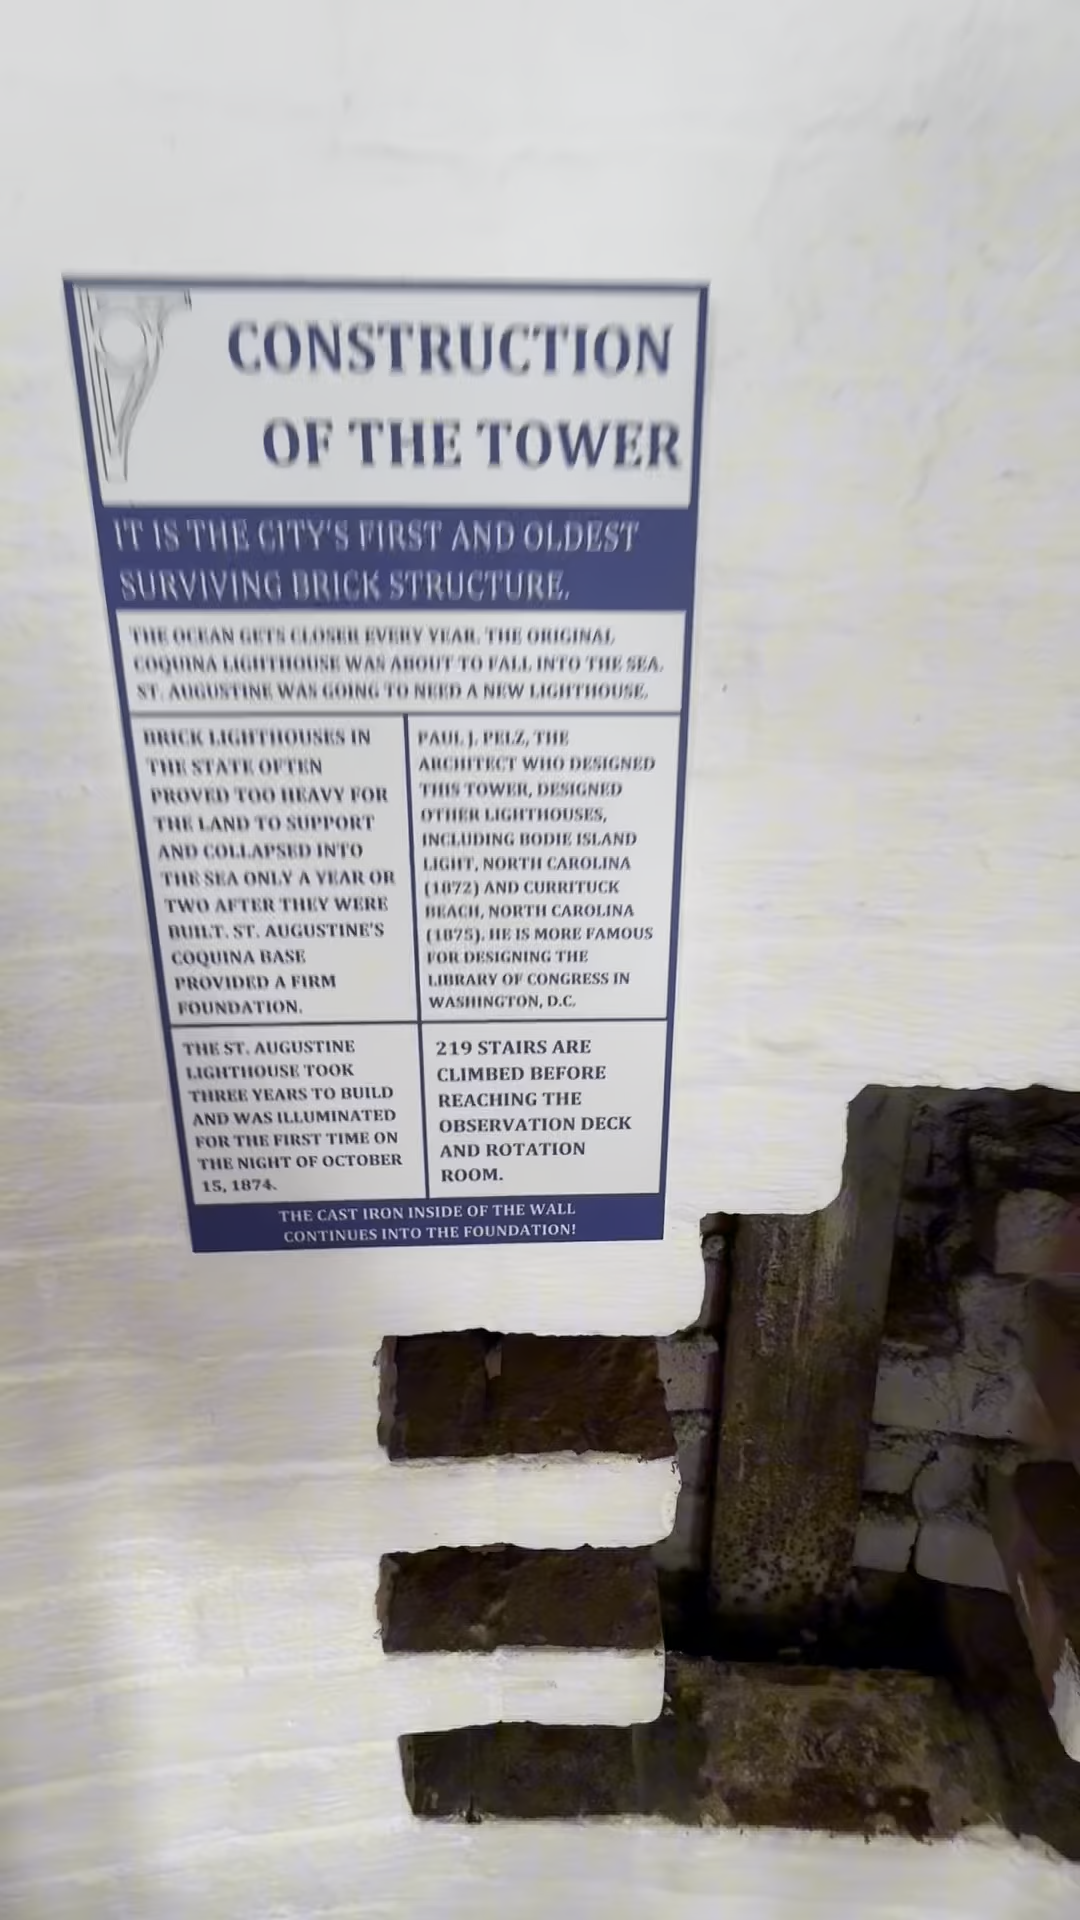 CONSTRUCTION
OF THE TOWER
IT IS THE CITY'S FIRST AND OLDEST
SURVIVING BRICK STRUCTURE.
THE OCEAN GETS CLOSER EVERY YEAR. THE ORIGINAL
COQUINA LIGHTHOUSE WAS ABOUT TO FALL INTO THE SEA.
ST. AUGUSTINE WAS GOING TO NEED A NEW LIGHTHOUSE.
BRICK LIGHTHOUSES IN
THE STATE OFTEN
PROVED TOO HEAVY FOR
THE LAND TO SUPPORT
AND COLLAPSED INTO
THE SEA ONLY A YEAR OR
TWO AFTER THEY WERE
BUILT. ST. AUGUSTINE'S
COQUINA BASE
PROVIDED A FIRM
FOUNDATION.
PAUL J. PELZ, THE
ARCHITECT WHO DESIGNED
THIS TOWER, DESIGNED
OTHER LIGHTHOUSES,
INCLUDING BODIE ISLAND
LIGHT, NORTH CAROLINA
(1872) AND CURRITUCK
BEACH, NORTH CAROLINA
(1875). HE IS MORE FAMOUS
FOR DESIGNING THE
LIBRARY OF CONGRESS IN
WASHINGTON, D.C.
THE ST. AUGUSTINE
LIGHTHOUSE TOOK
THREE YEARS TO BUILD
AND WAS ILLUMINATED
FOR THE FIRST TIME ON
THE NIGHT OF OCTOBER
15, 1874.
219 STAIRS ARE
CLIMBED BEFORE
REACHING THE
OBSERVATION DECK
AND ROTATION
ROOM.
THE CAST IRON INSIDE OF THE WALL
CONTINUES INTO THE FOUNDATION!